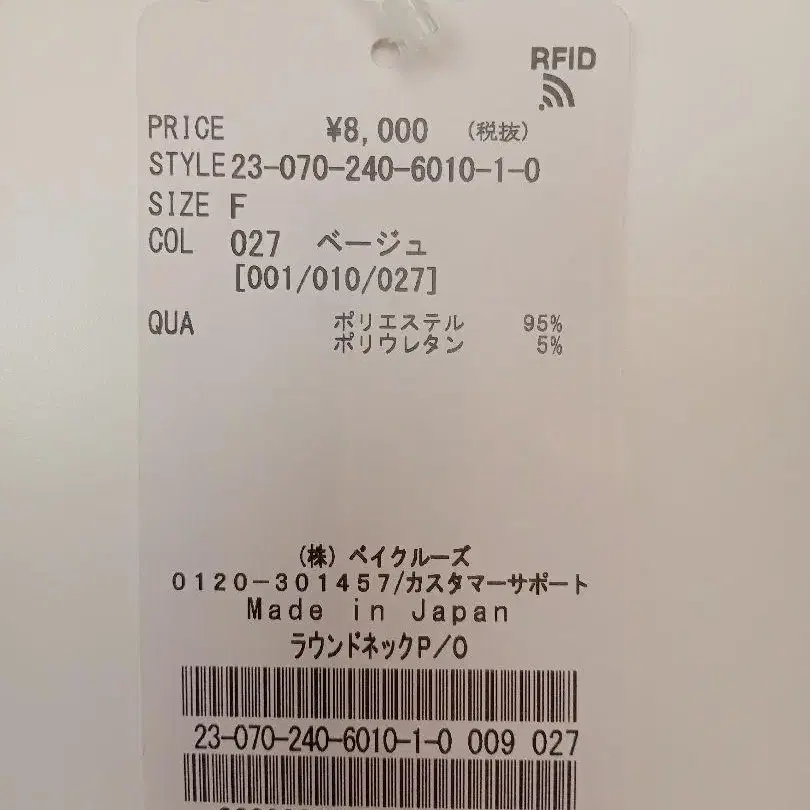 RFID
PRICE ¥8,000 (税抜)
STYLE 23-070-240-6010-1-0
SIZE F
COL 027 ベージュ
[001/010/027]
QUA ポリエステル 95%
ポリウレタン 5%
(株) ベイクルーズ
0120-301457/カスタマーサポート
Made in Japan
ラウンドネックP/O
23-070-240-6010-1-0 009 027